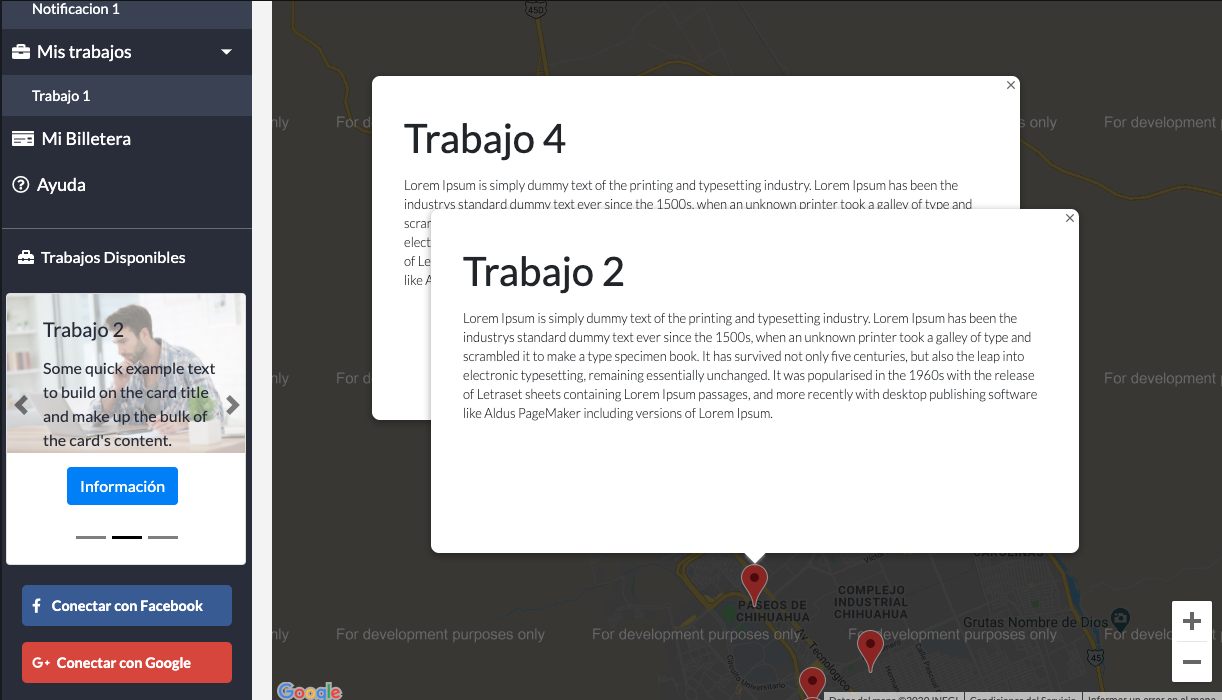 Notificacion 1
Mis trabajos
Trabajo 1
Mi Billetera
Ayuda
Trabajos Disponibles
Trabajo 2
Some quick example text
to build on the card title
and make up the bulk of
the card's content.
Información
Conectar con Facebook
G+ Conectar con Google
450
only
For d
s only
For development
Trabajo 4
Lorem Ipsum is simply dummy text of the printing and typesetting industry. Lorem Ipsum has been the
industrys standard dummy text ever since the 1500s, when an unknown printer took a galley of type and
scrar
elect
of Le
like A
Trabajo 2
Lorem Ipsum is simply dummy text of the printing and typesetting industry. Lorem Ipsum has been the
industrys standard dummy text ever since the 1500s, when an unknown printer took a galley of type and
scrambled it to make a type specimen book. It has survived not only five centuries, but also the leap into
electronic typesetting, remaining essentially unchanged. It was popularised in the 1960s with the release
of Letraset sheets containing Lorem Ipsum passages, and more recently with desktop publishing software
like Aldus PageMaker including versions of Lorem Ipsum.
only
For d
For development
PASEOS DE
CHIHUAHUA
COMPLEJO
INDUSTRIAL
CHIHUAHUA
Grutas Nombre de Dios
only
For development purposes only
For development purposes only
For development purposes only
For develo
45
Av. Tecnológico
Circuito Universitario
Google
Datos del mapa ©2020 INEGI
Condiciones del Servicio
Informar un error en el mapa